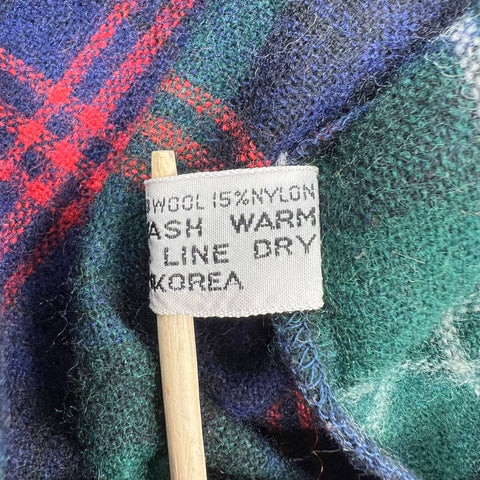 WOOL 15% NYLON
ASH WARM
LINE DRY
KOREA